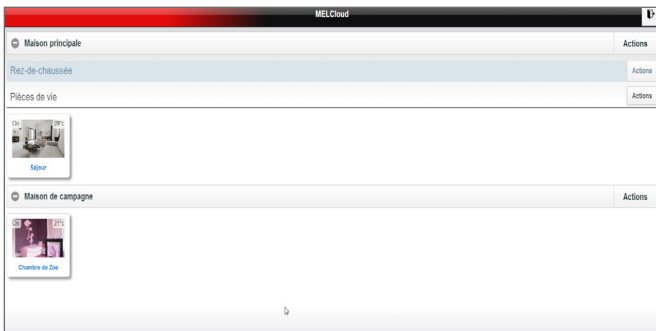 MELCloud
Maison principale Actions
Rez-de-chaussée Actions
Pièces de vie Actions
On
Séjour
Maison de campagne Actions
On 21°c
Chambre de Zoe